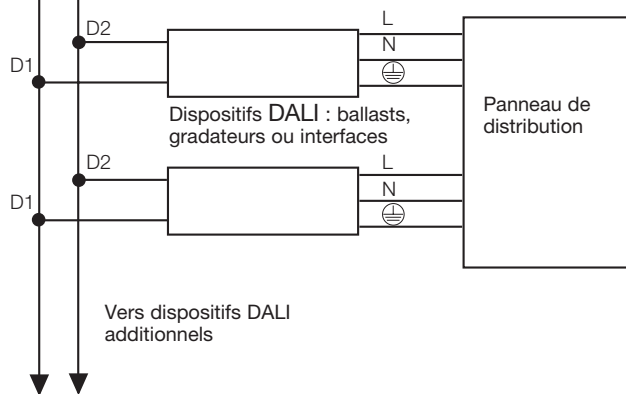 D2
L
N
D1
Dispositifs DALI : ballasts,
gradateurs ou interfaces
Panneau de
distribution
D2
L
N
D1
Vers dispositifs DALI
additionnels